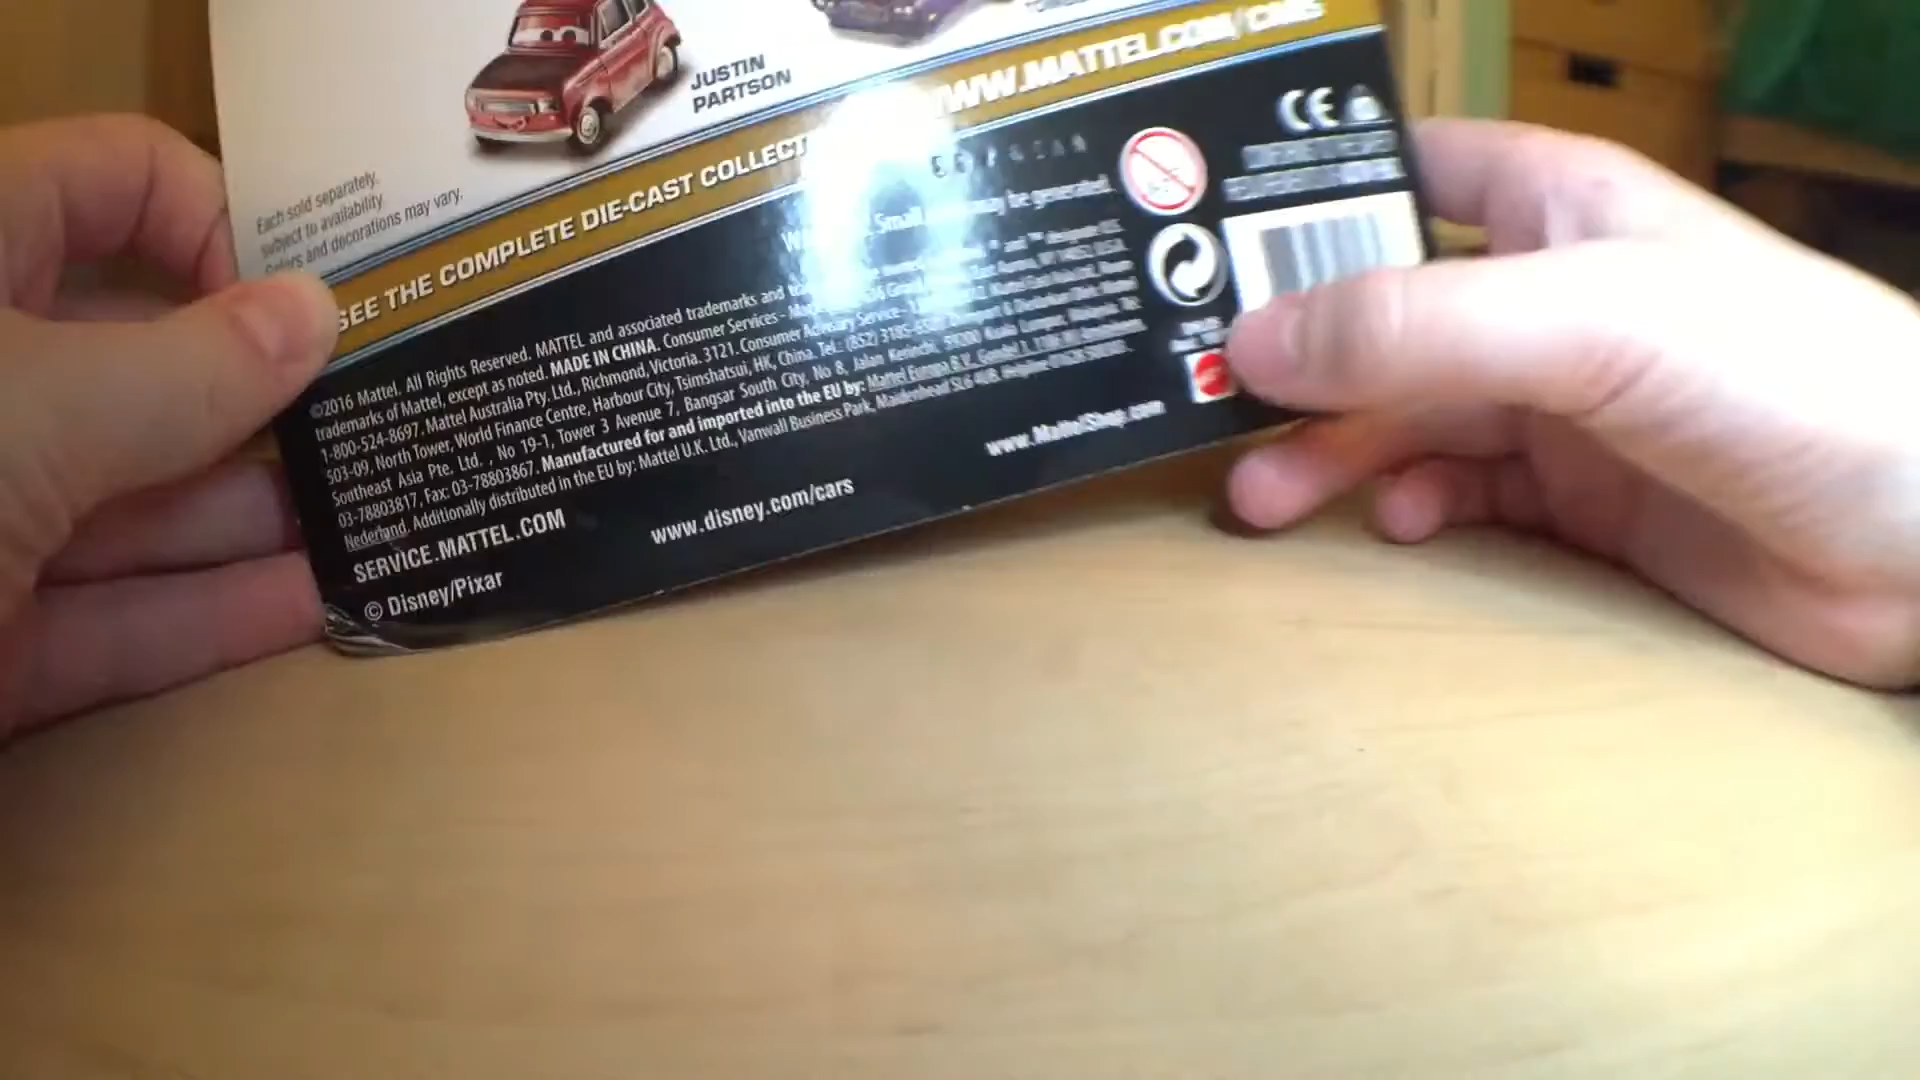 JUSTIN
PARTSON
Each sold separately.
subject to availability
Colors and decorations may vary.
SEE THE COMPLETE DIE-CAST COLLECT
WWW.MATTEL.COM/CARS
CE
Small may be generated.
©2016 Mattel. All Rights Reserved. MATTEL and associated trademarks and
trademarks of Mattel, except as noted. MADE IN CHINA. Consumer Services -
1-800-524-8697. Mattel Australia Pty. Ltd., Richmond, Victoria. 3121. Consumer Advisory Service -
503-09, North Tower, World Finance Centre, Harbour City, Tsimshatsui, HK, China. Tel.: (852) 3185-
Southeast Asia Pte. Ltd., No 19-1, Tower 3 Avenue 7, Bangsar South City, No 8, Jalan Kerinchi, 59200 Kuala Lumpur, Malaysia. Tel:
03-78803817, Fax: 03-78803867. Manufactured for and imported into the EU by: Mattel Europa B.V., Gondel 1,
Nederland. Additionally distributed in the EU by: Mattel U.K. Ltd., Vanwall Business Park, Maidenhead SL6 4UB.
SERVICE.MATTEL.COM
www.disney.com/cars
www.MattelShop.com
© Disney/Pixar